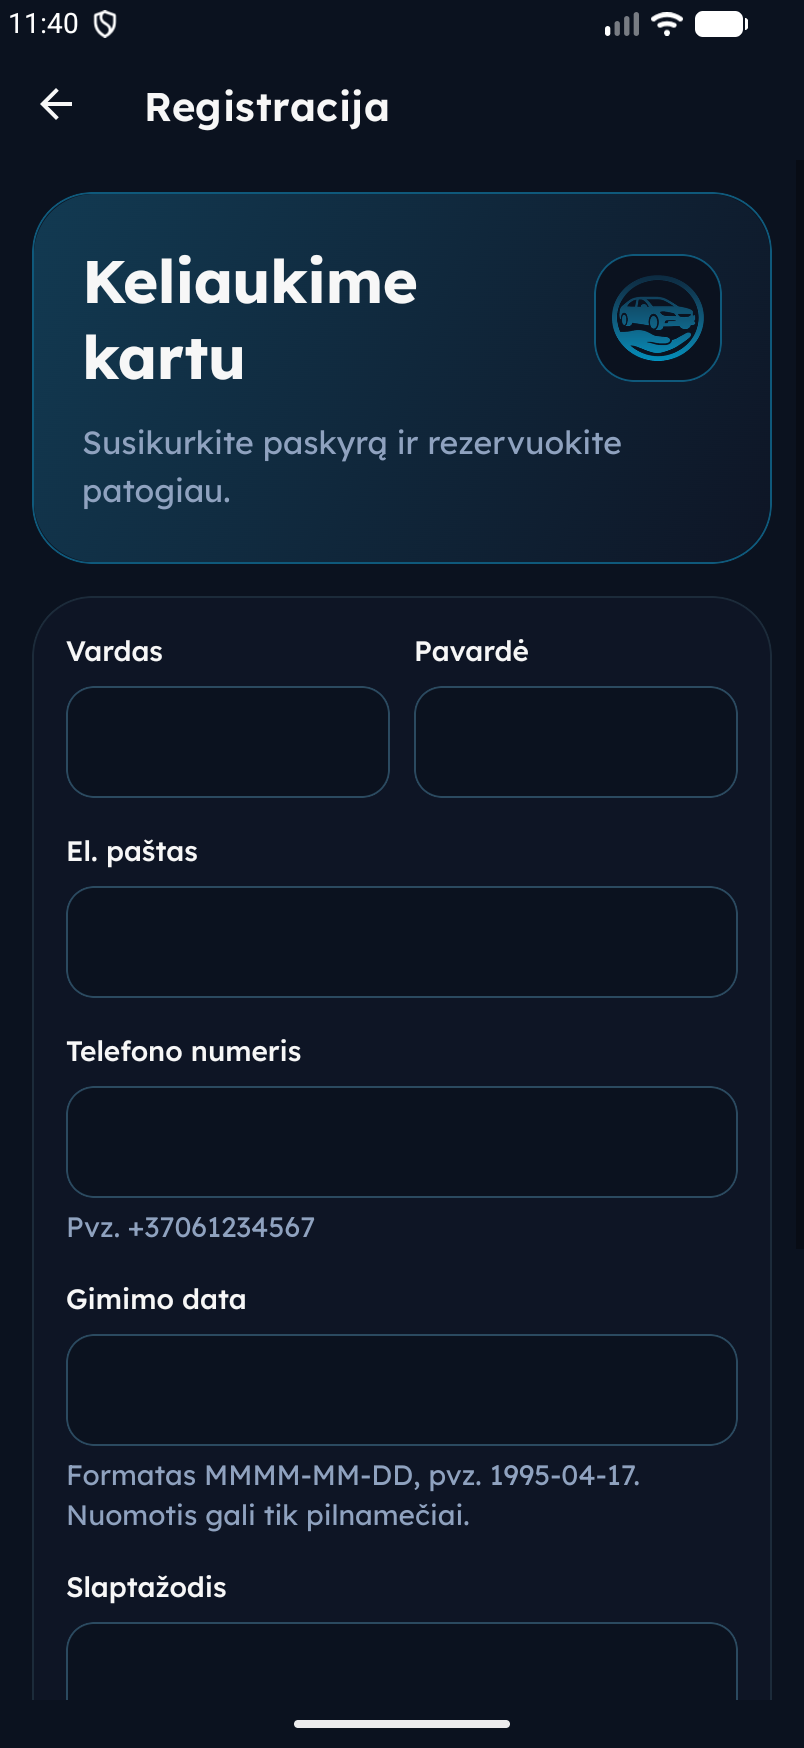 11:40
Registracija
Keliaukime
kartu
Susikurkite paskyrą ir rezervuokite
patogiau.
Vardas
Pavardė
El. paštas
Telefono numeris
Pvz. +37061234567
Gimimo data
Formatas MMMM-MM-DD, pvz. 1995-04-17.
Nuomotis gali tik pilnamečiai.
Slaptažodis